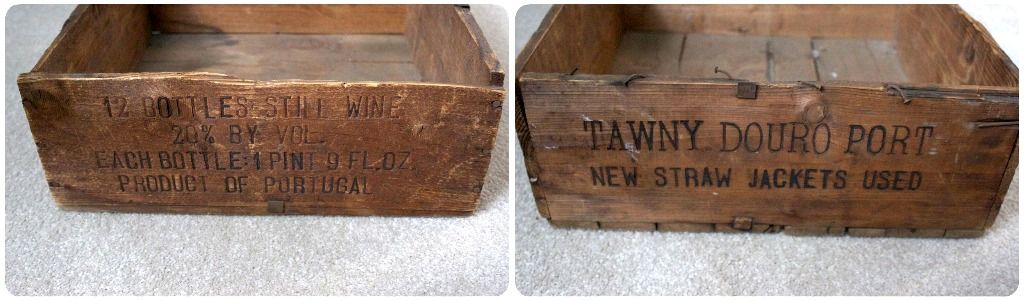 12 BOTTLES STILL WINE
20% BY VOL.
EACH BOTTLE: 1 PINT 9 FL. OZ.
PRODUCT OF PORTUGAL
TAWNY DOURO PORT
NEW STRAW JACKETS USED